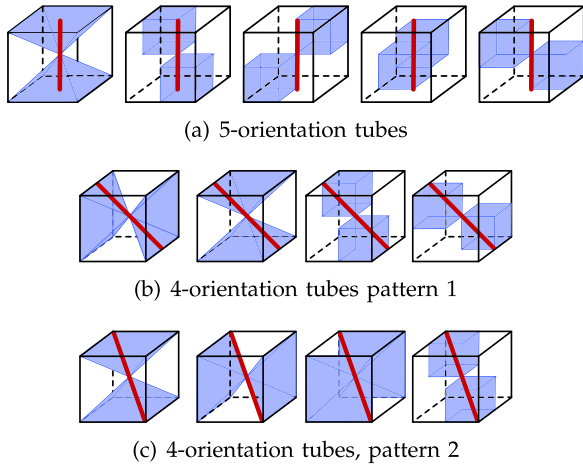 (a) 5-orientation tubes
(b) 4-orientation tubes pattern 1
(c) 4-orientation tubes, pattern 2